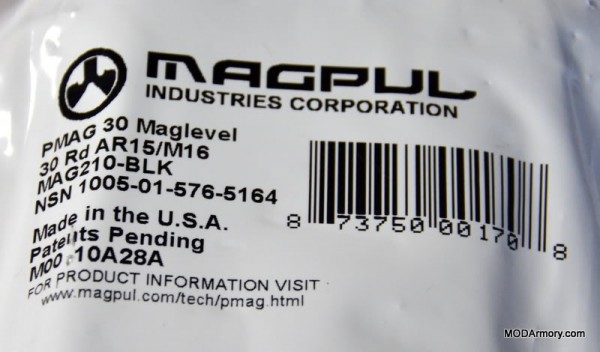 MAGPUL
INDUSTRIES CORPORATION
PMAG 30 Maglevel
30 Rd AR15/M16
MAG210-BLK
NSN 1005-01-576-5164
8 73750 00170 8
Made in the U.S.A.
Patents Pending
M00 10A28A
FOR PRODUCT INFORMATION VISIT
www.magpul.com/tech/pmag.html
MODArmory.com